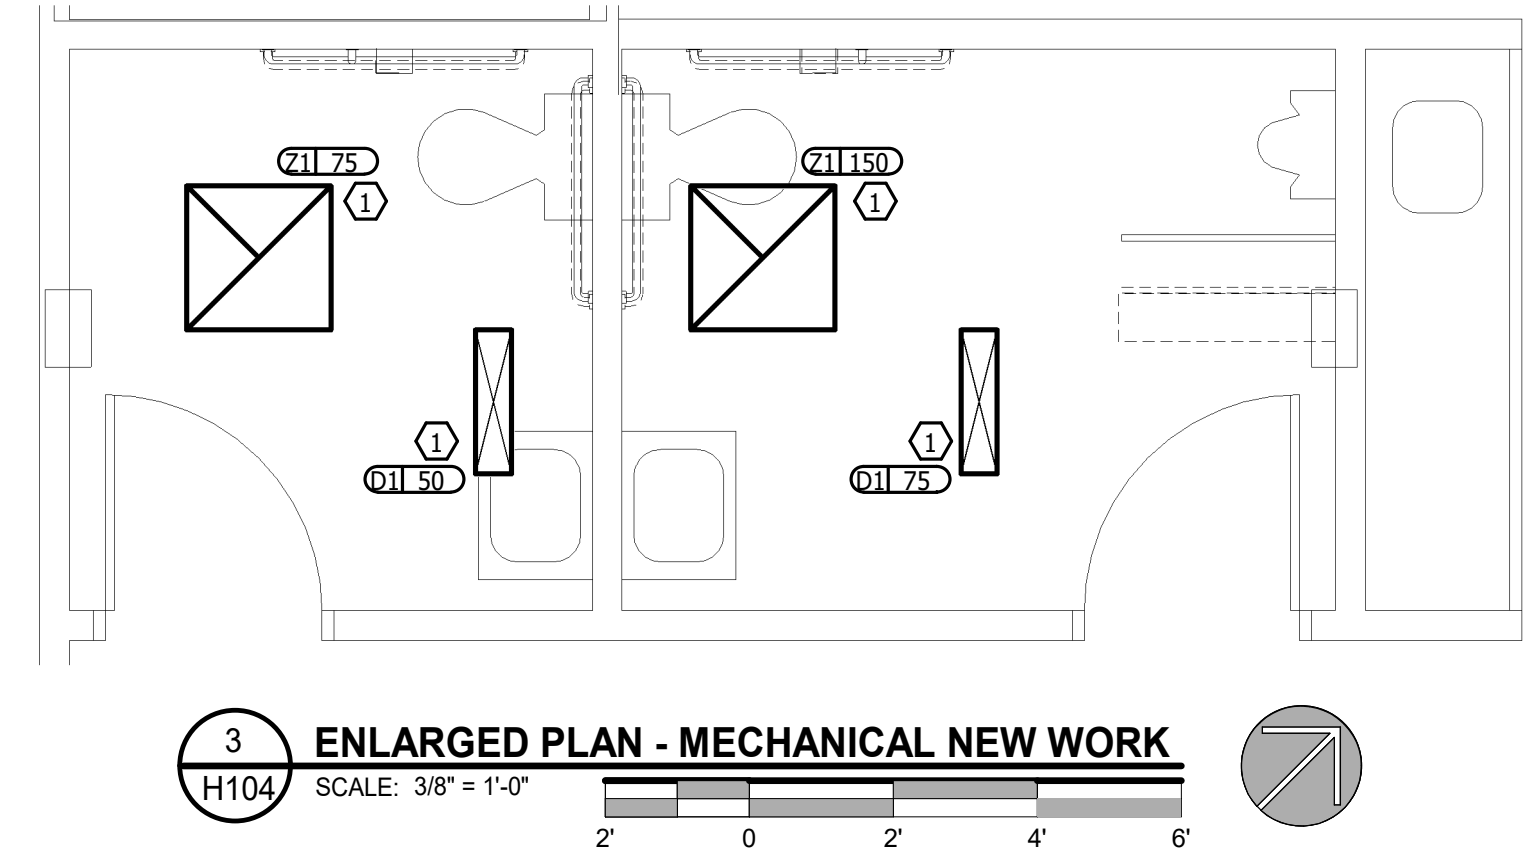 Z1 75
1
Z1 150
1
1
D1 50
1
D1 75
3
H104
ENLARGED PLAN - MECHANICAL NEW WORK
SCALE: 3/8" = 1'-0"
2' 0 2' 4' 6'